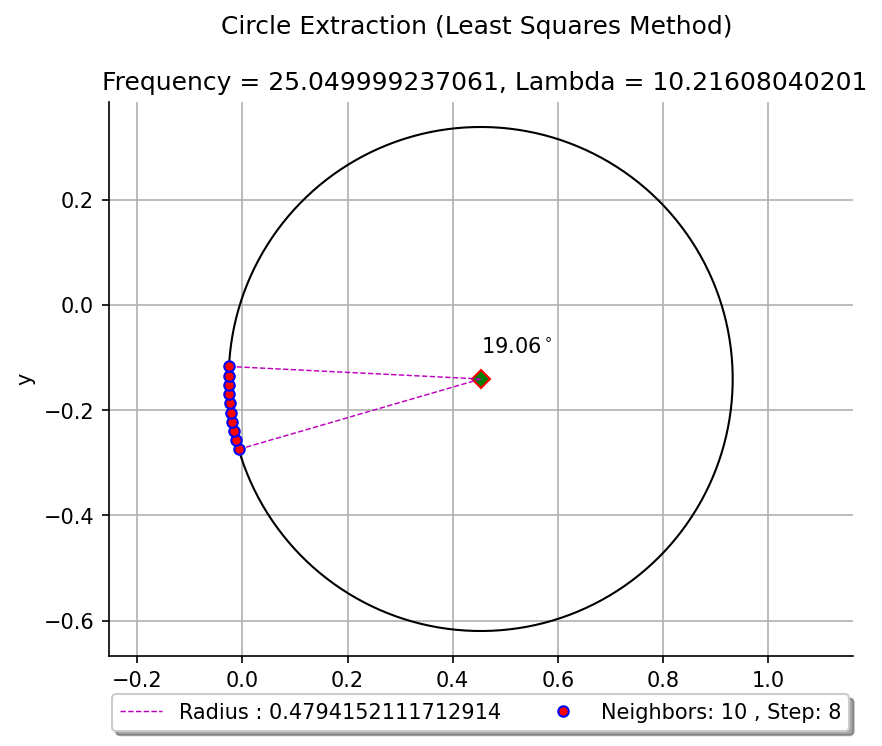 Circle Extraction (Least Squares Method)
Frequency = 25.049999237061, Lambda = 10.21608040201
0.2
0.0
−0.2
−0.4
−0.6
y
19.06°
−0.2 0.0 0.2 0.4 0.6 0.8 1.0
Radius : 0.4794152111712914 Neighbors: 10 , Step: 8